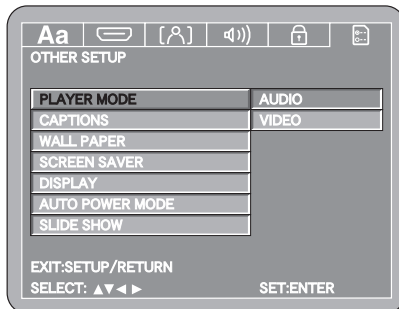 Aa
OTHER SETUP
PLAYER MODE AUDIO
CAPTIONS VIDEO
WALL PAPER
SCREEN SAVER
DISPLAY
AUTO POWER MODE
SLIDE SHOW
EXIT:SETUP/RETURN
SELECT: ▲▼◄ ► SET:ENTER